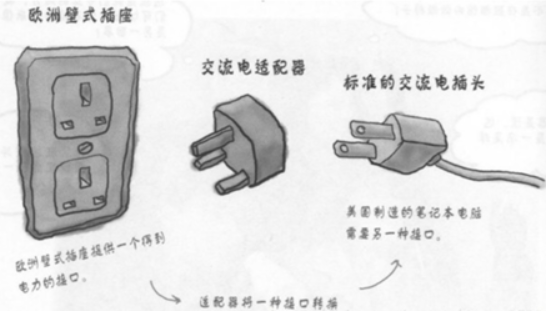 欧洲壁式插座
交流电适配器
标准的交流电插头
美国制造的笔记本电脑
需要另一种接口。
欧洲壁式插座提供一个得到
电力的接口。
适配器将一种接口转换